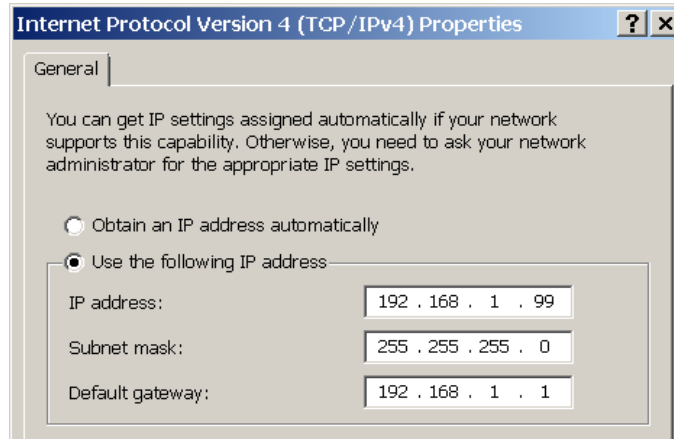 Internet Protocol Version 4 (TCP/IPv4) Properties ? ×
General
You can get IP settings assigned automatically if your network
supports this capability. Otherwise, you need to ask your network
administrator for the appropriate IP settings.
Obtain an IP address automatically
Use the following IP address
IP address: 192 . 168 . 1 . 99
Subnet mask: 255 . 255 . 255 . 0
Default gateway: 192 . 168 . 1 . 1